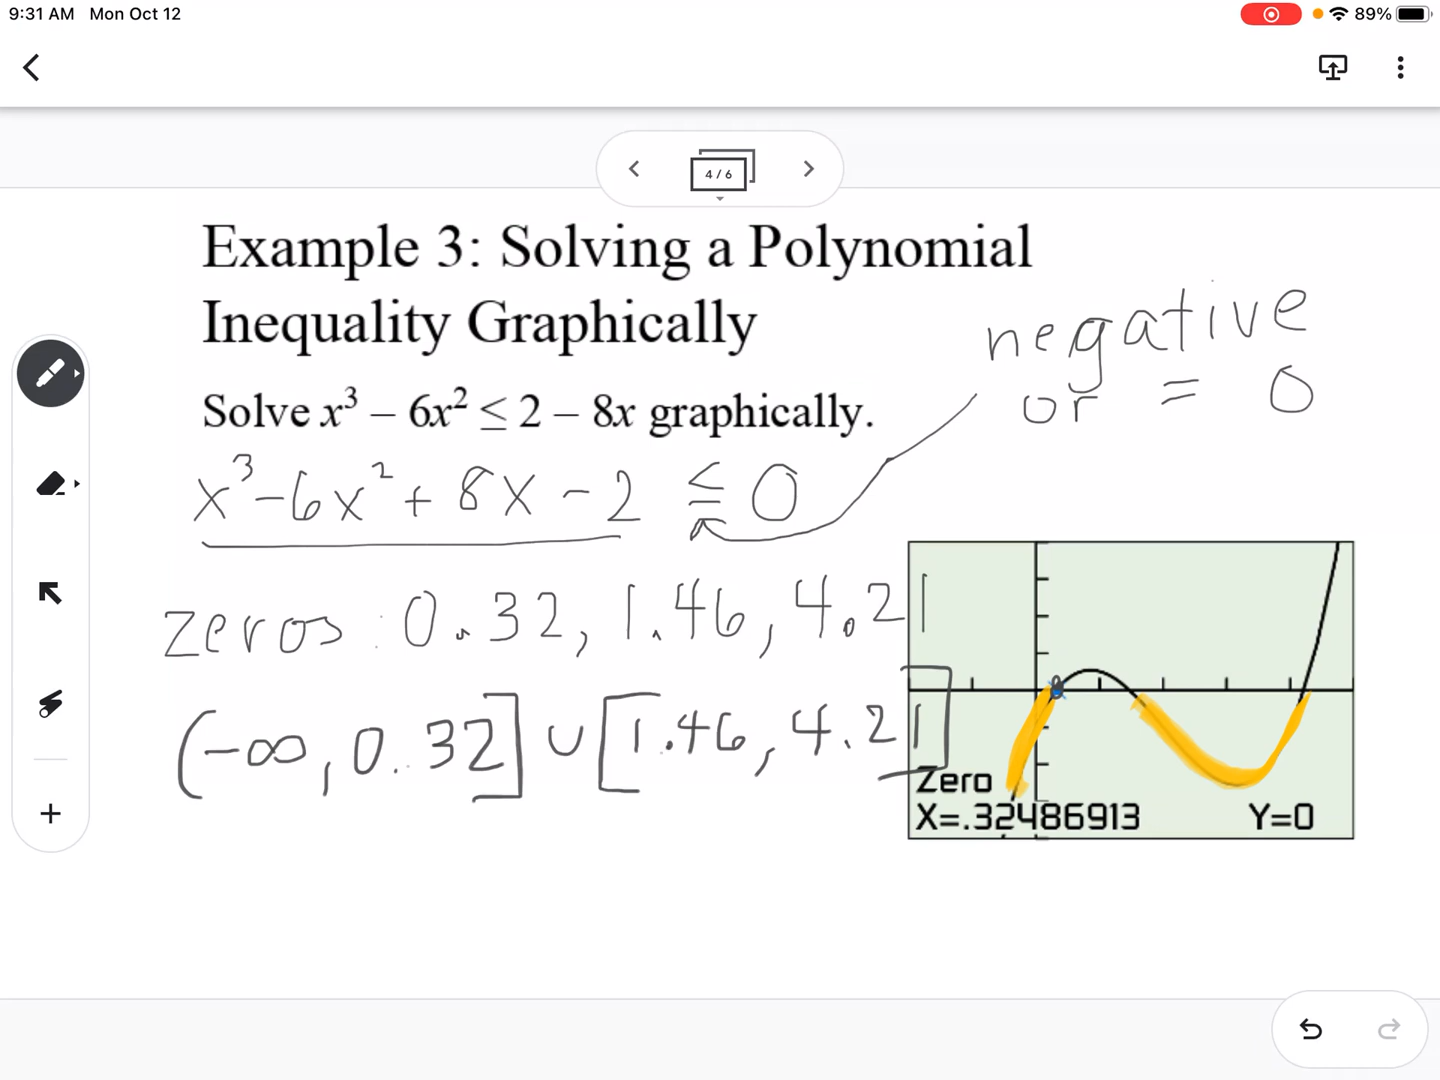 9:31 AM Mon Oct 12
89%
4 / 6
Example 3: Solving a Polynomial
Inequality Graphically
negative
or = 0
Solve x³ – 6x² ≤ 2 – 8x graphically.
x³ – 6x² + 8x – 2 ≤ 0
zeros: 0.32, 1.46, 4.21
(-∞, 0.32] ∪ [1.46, 4.21]
Zero
X=.32486913 Y=0